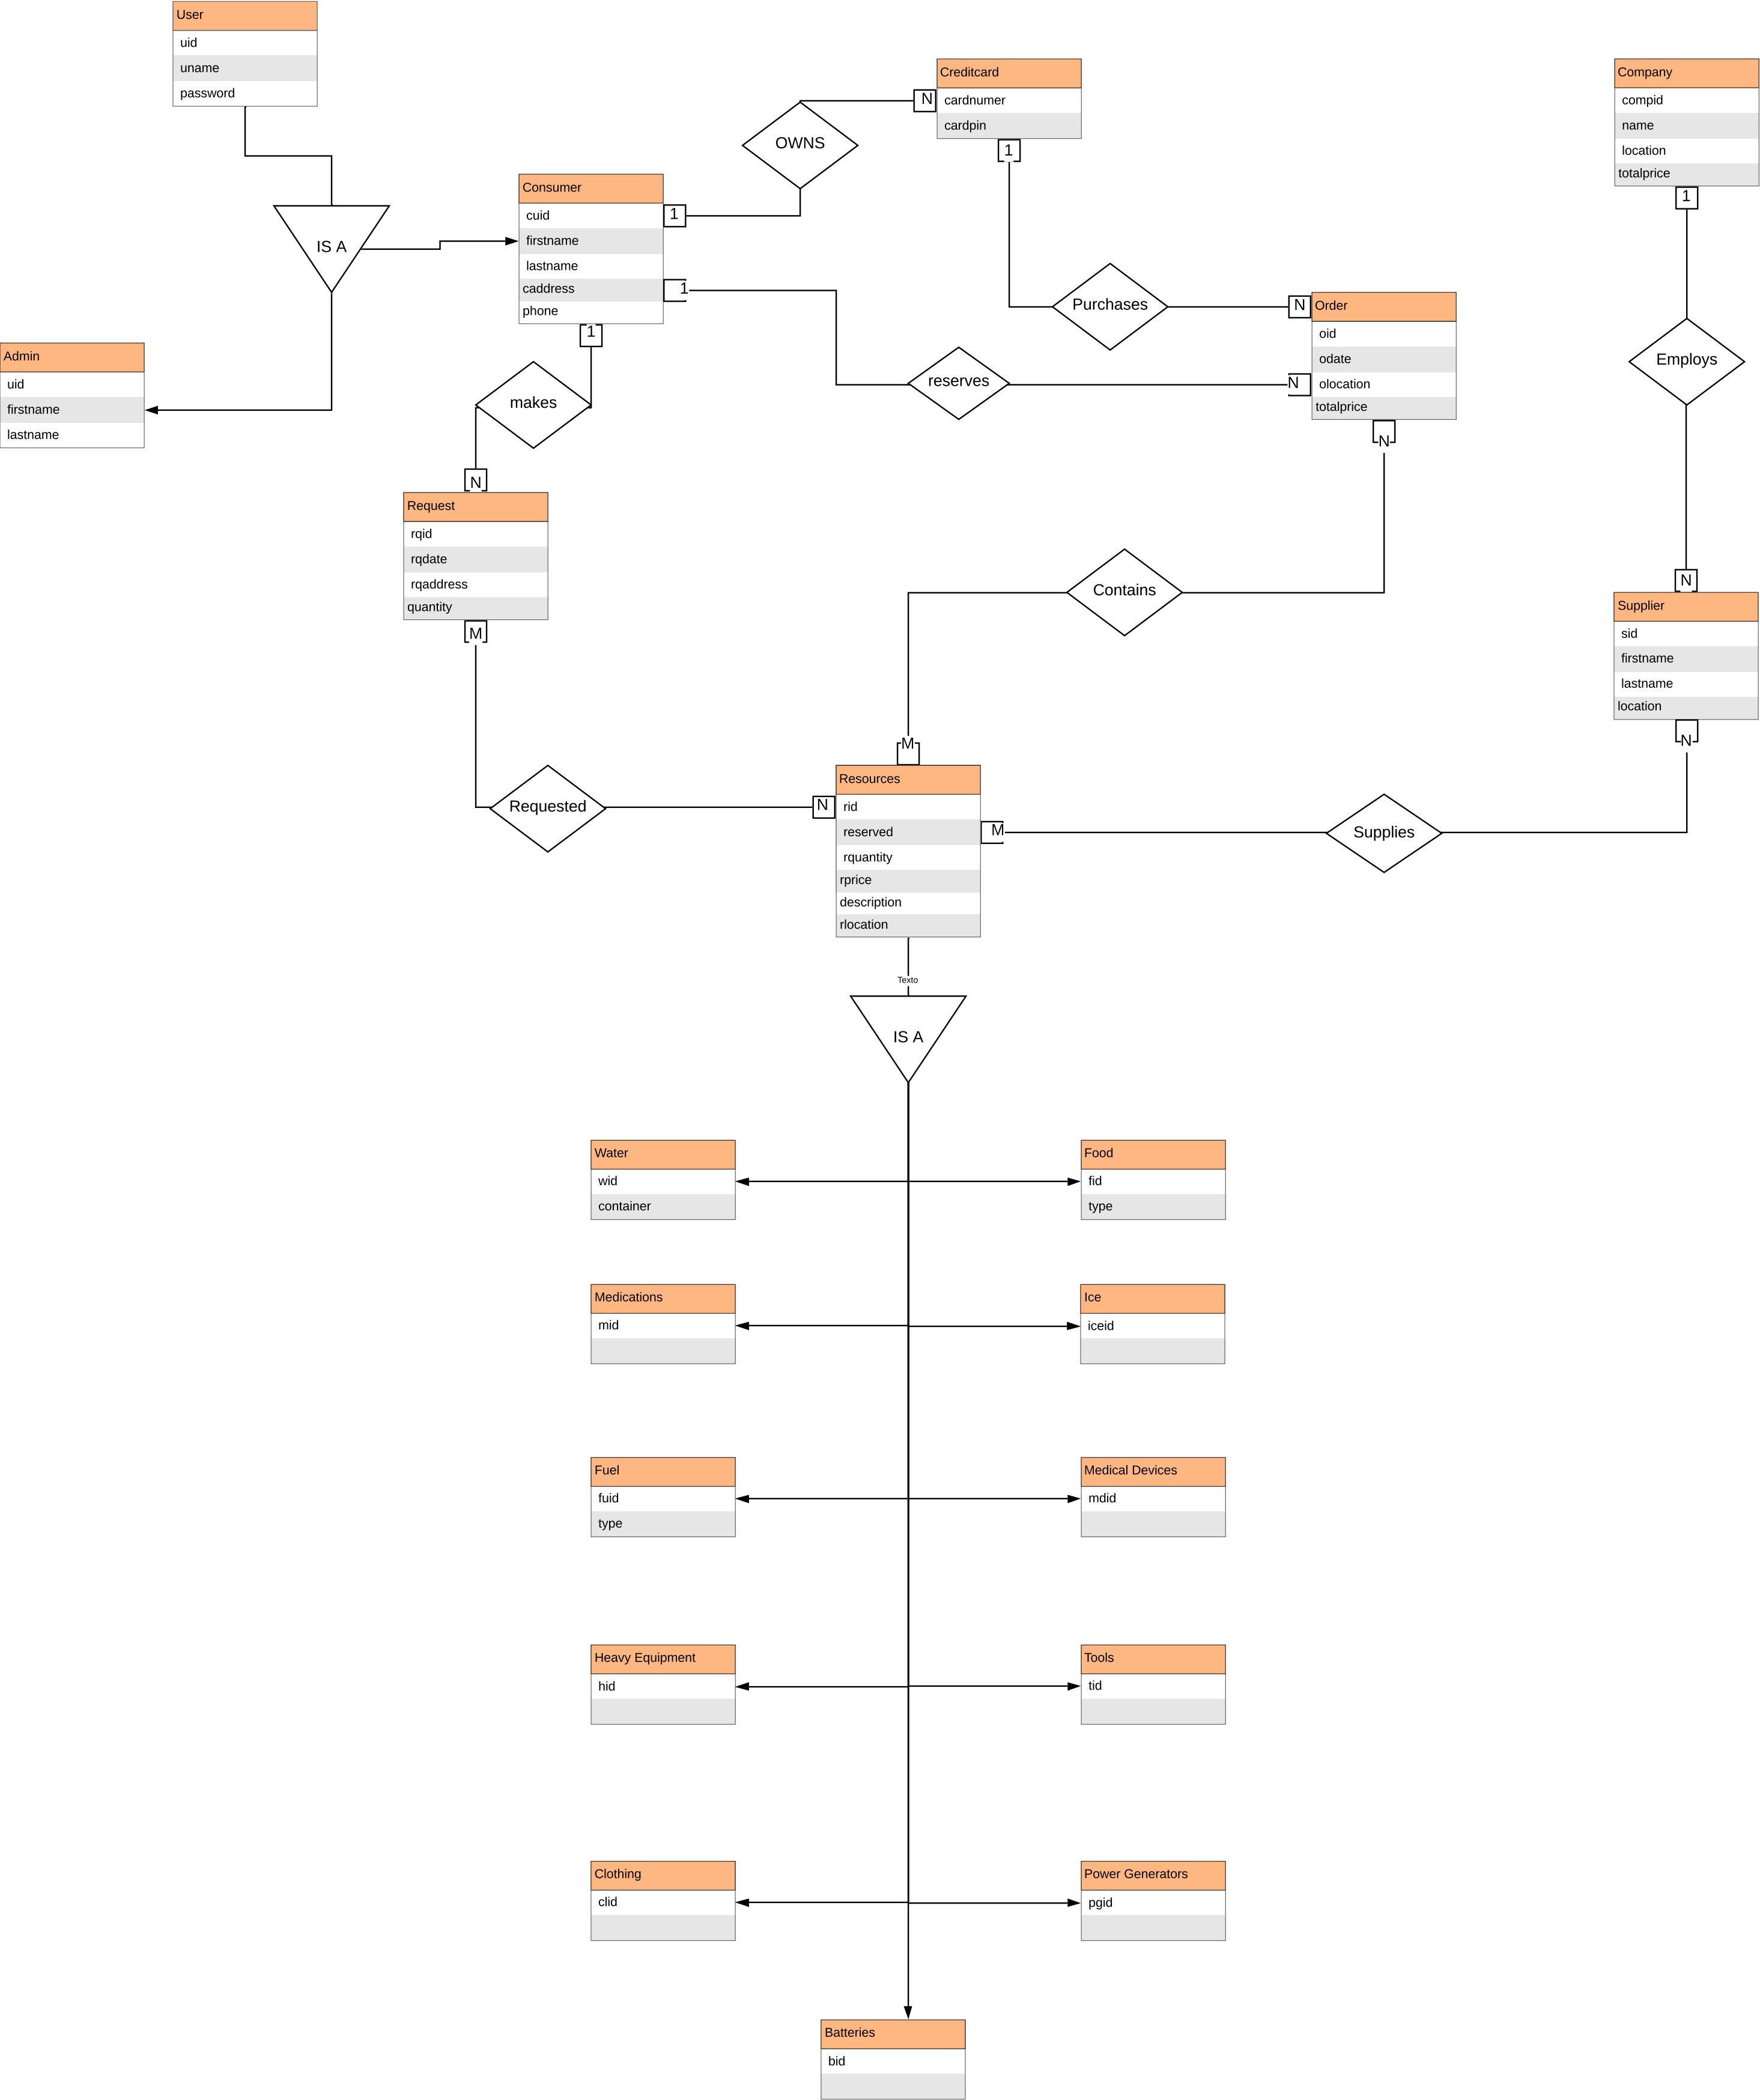 User
uid
uname
password
Creditcard
cardnumer
cardpin
Company
compid
name
location
totalprice
N
OWNS
1
1
Consumer
cuid
firstname
lastname
caddress
phone
1
IS A
1
1
Purchases
N
Order
oid
odate
olocation
totalprice
Employs
reserves
N
N
Admin
uid
firstname
lastname
makes
N
Request
rqid
rqdate
rqaddress
quantity
M
Contains
N
Supplier
sid
firstname
lastname
location
N
M
Requested
N
Resources
rid
reserved
rquantity
rprice
description
rlocation
M
Supplies
Texto
IS A
Water
wid
container
Food
fid
type
Medications
mid
Ice
iceid
Fuel
fuid
type
Medical Devices
mdid
Heavy Equipment
hid
Tools
tid
Clothing
clid
Power Generators
pgid
Batteries
bid